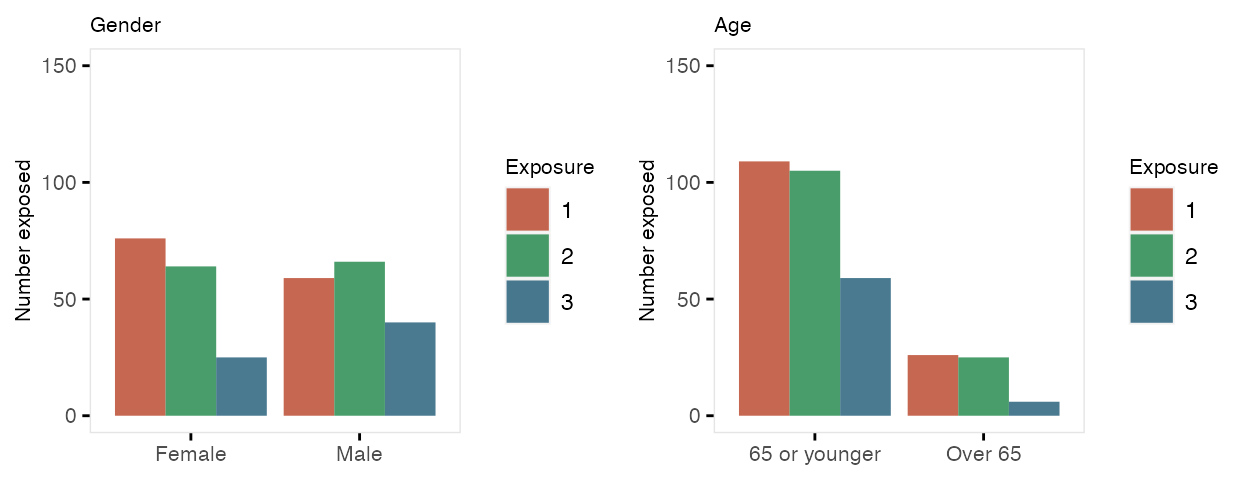 Gender
150
100
50
0
Number exposed
Female Male
Exposure
1
2
3
Age
150
100
50
0
Number exposed
65 or younger Over 65
Exposure
1
2
3